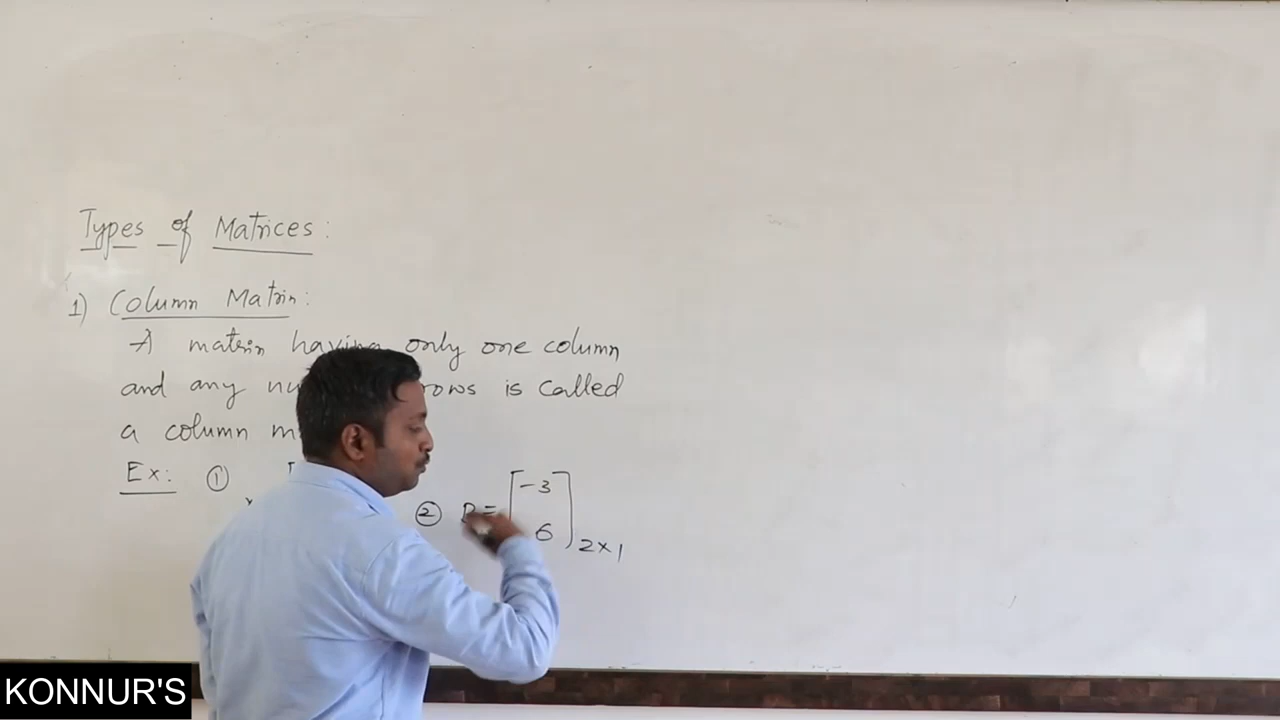 Types of Matrices:
1) Column Matrix:
A matrix having only one column
and any rows is called
a column
Ex: ① 
② = [-3
6] 2×1
KONNUR'S